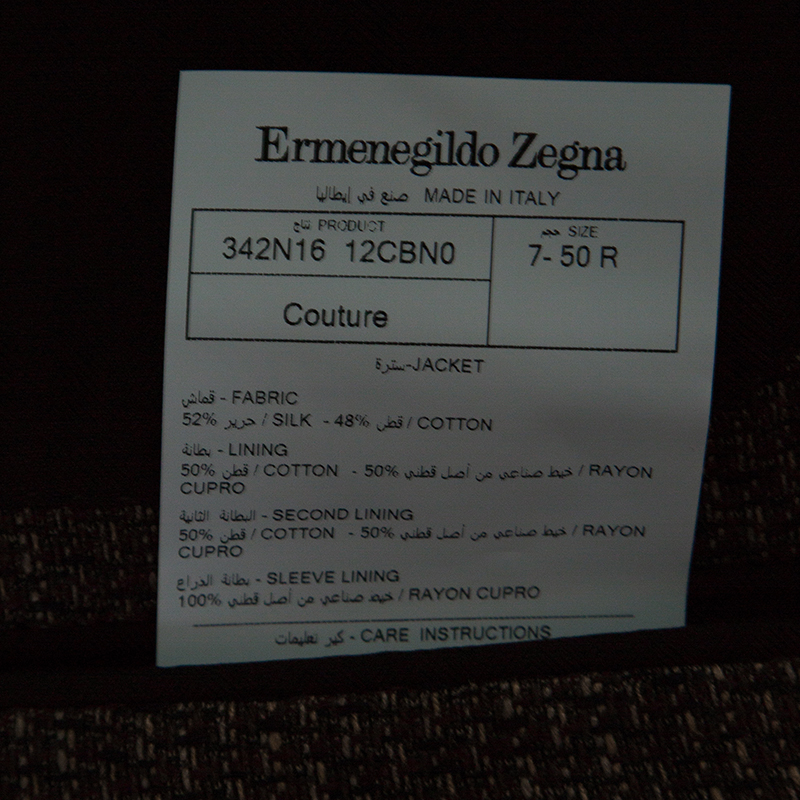 Ermenegildo Zegna
صنع في إيطاليا MADE IN ITALY
نتاج PRODUCT
342N16 12CBN0
حجم SIZE
7- 50 R
Couture
سترة-JACKET
قماش - FABRIC
52% حرير / SILK - 48% قطن / COTTON
بطانة - LINING
50% قطن / COTTON - 50% خيط صناعي من أصل قطني / RAYON
CUPRO
البطانة الثانية - SECOND LINING
50% قطن / COTTON - 50% خيط صناعي من أصل قطني / RAYON
CUPRO
بطانة الذراع - SLEEVE LINING
100% خيط صناعي من أصل قطني / RAYON CUPRO
كير تعليمات - CARE INSTRUCTIONS